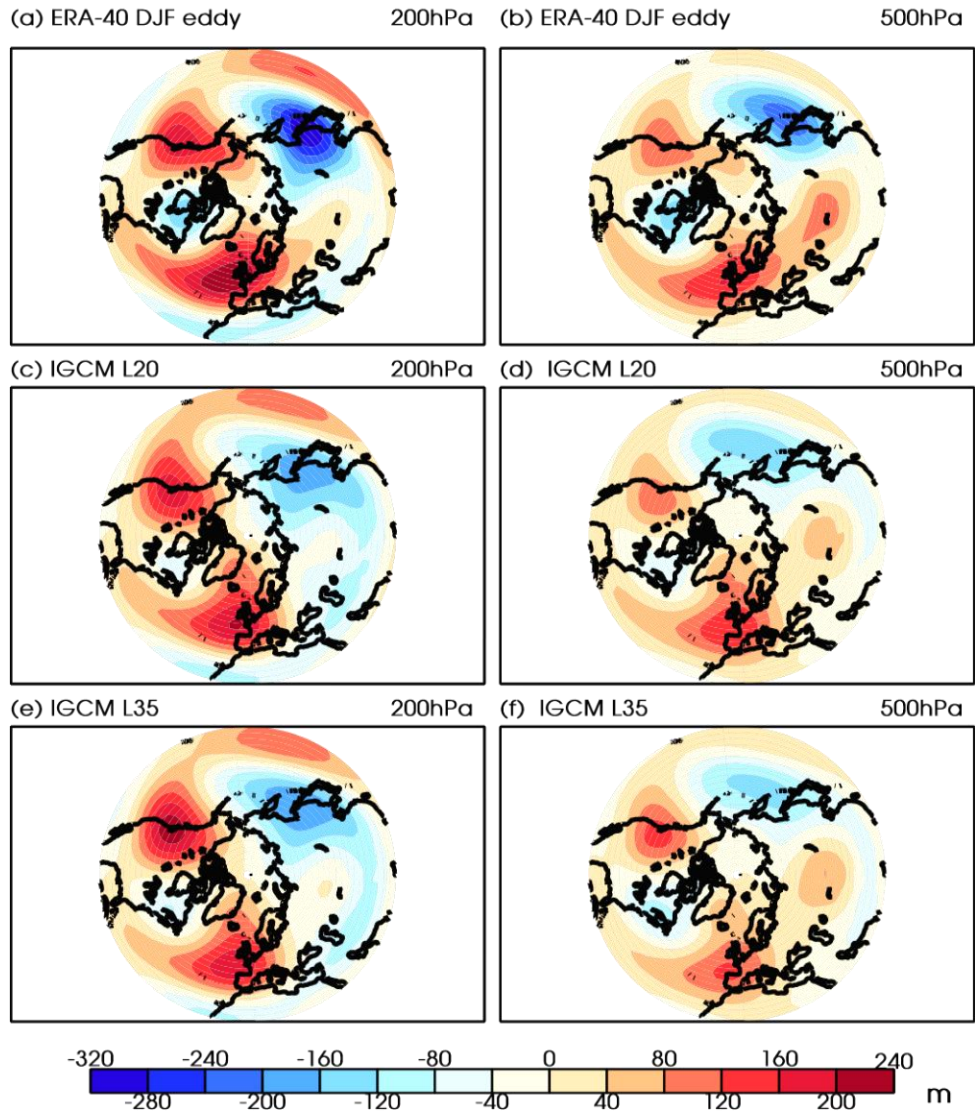 (a) ERA-40 DJF eddy 200hPa
(b) ERA-40 DJF eddy 500hPa
(c) IGCM L20 200hPa
(d) IGCM L20 500hPa
(e) IGCM L35 200hPa
(f) IGCM L35 500hPa
-320 -240 -160 -80 0 80 160 240
-280 -200 -120 -40 40 120 200 m